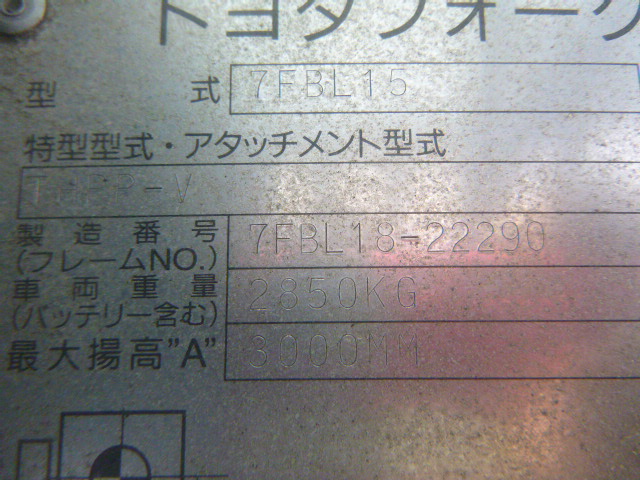 トヨタフォーク
型 式 7FBL15
特型型式・アタッチメント型式
製造番号 7FBL18-22290
(フレームNO.)
車両重量 2850KG
(バッテリー含む)
最大揚高"A" 3000MM